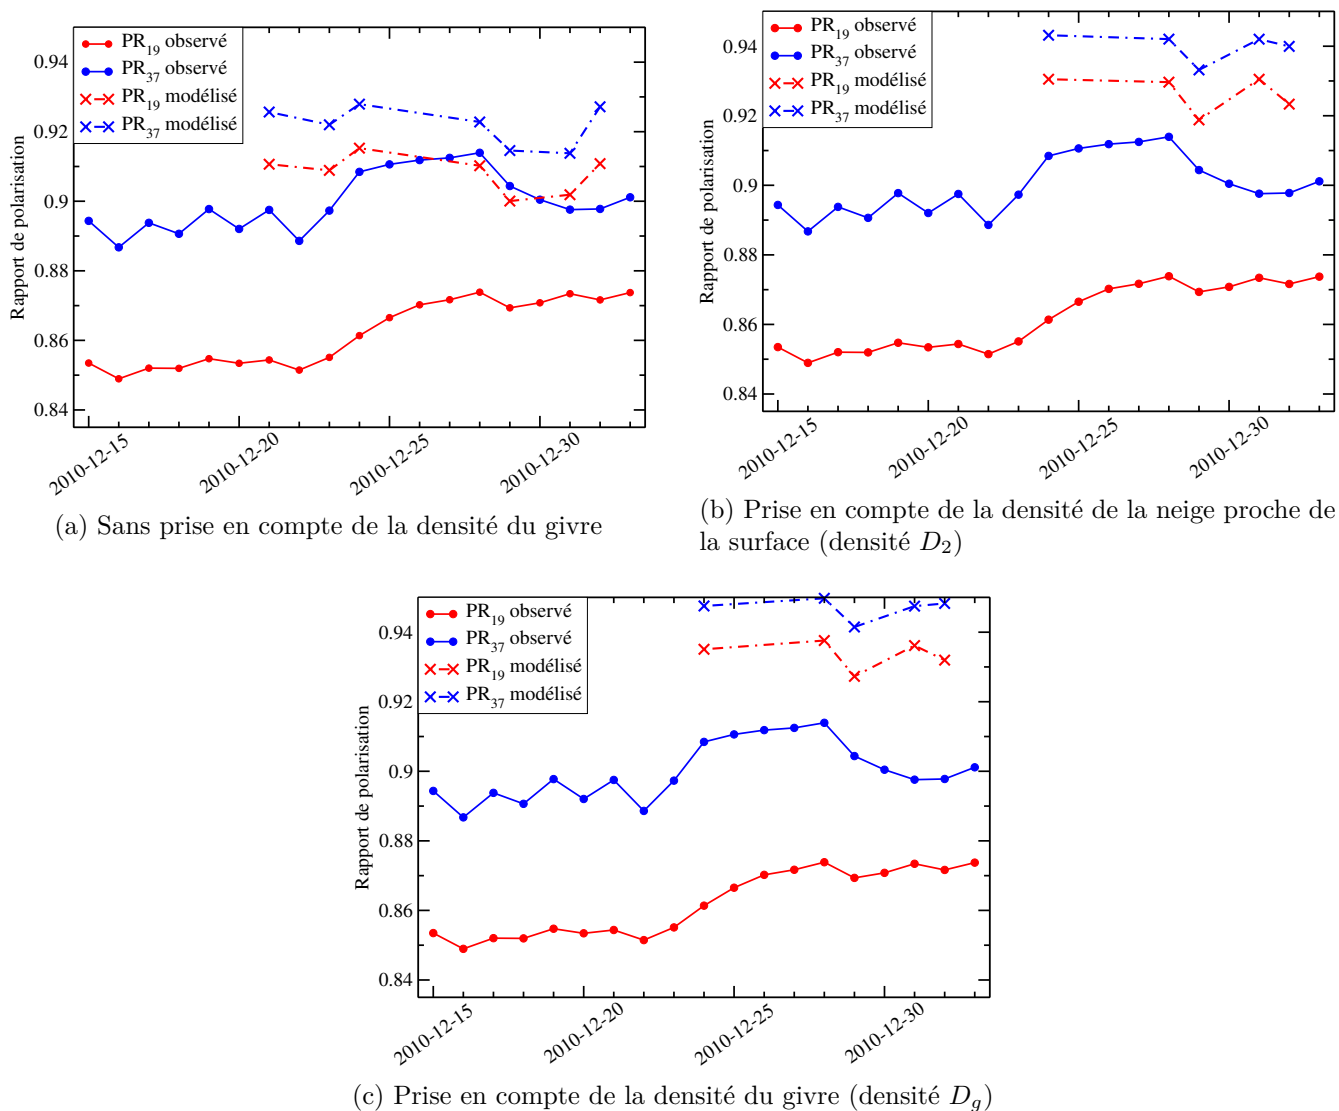 PR19 observé
PR37 observé
PR19 modélisé
PR37 modélisé
0.94
0.92
0.9
0.88
0.86
0.84
Rapport de polarisation
2010-12-15
2010-12-20
2010-12-25
2010-12-30
(a) Sans prise en compte de la densité du givre
PR19 observé
PR37 observé
PR19 modélisé
PR37 modélisé
0.94
0.92
0.9
0.88
0.86
0.84
Rapport de polarisation
2010-12-15
2010-12-20
2010-12-25
2010-12-30
(b) Prise en compte de la densité de la neige proche de
la surface (densité D2)
PR19 observé
PR37 observé
PR19 modélisé
PR37 modélisé
0.94
0.92
0.9
0.88
0.86
0.84
Rapport de polarisation
2010-12-15
2010-12-20
2010-12-25
2010-12-30
(c) Prise en compte de la densité du givre (densité Dg)